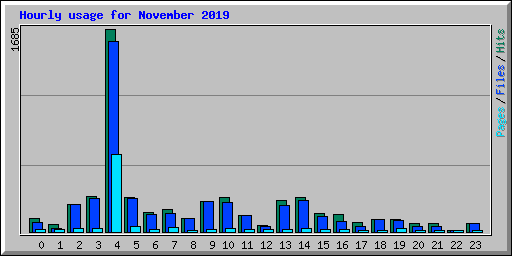 Hourly usage for November 2019
1685
Pages/Files/Hits
0 1 2 3 4 5 6 7 8 9 10 11 12 13 14 15 16 17 18 19 20 21 22 23